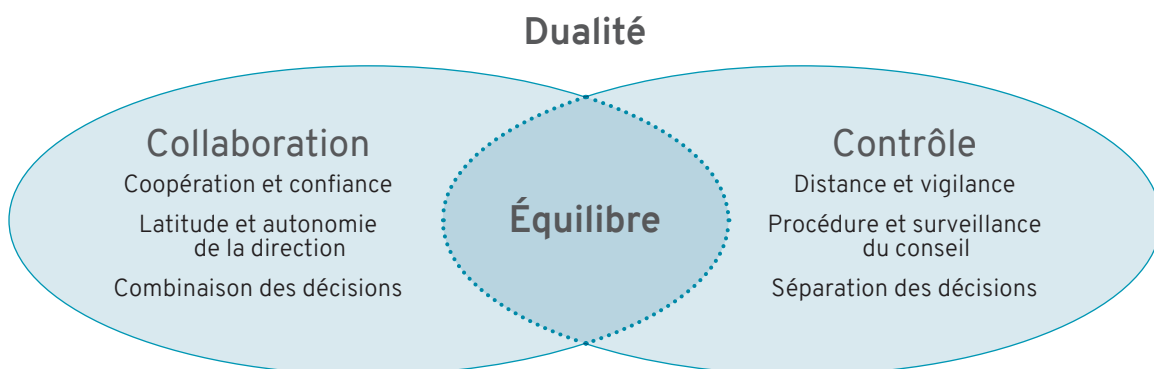 Dualité
Collaboration
Coopération et confiance
Latitude et autonomie
de la direction
Combinaison des décisions
Équilibre
Contrôle
Distance et vigilance
Procédure et surveillance
du conseil
Séparation des décisions